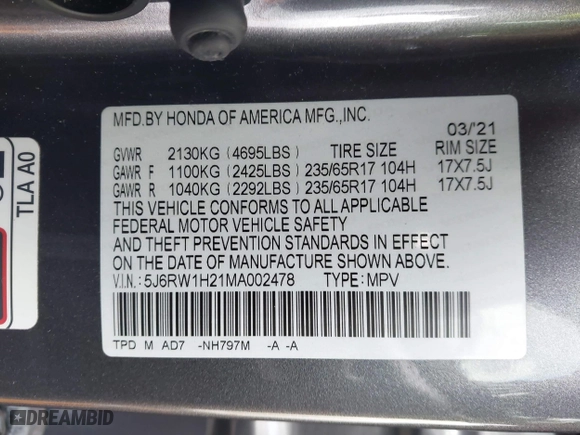 MFD.BY HONDA OF AMERICA MFG.,INC.
03/'21
GVWR 2130KG (4695LBS) TIRE SIZE RIM SIZE
GAWR F 1100KG (2425LBS) 235/65R17 104H 17X7.5J
GAWR R 1040KG (2292LBS) 235/65R17 104H 17X7.5J
THIS VEHICLE CONFORMS TO ALL APPLICABLE
FEDERAL MOTOR VEHICLE SAFETY
AND THEFT PREVENTION STANDARDS IN EFFECT
ON THE DATE OF MANUFACTURE SHOWN ABOVE.
V.I.N.: 5J6RW1H21MA002478 TYPE: MPV
TPD M AD7 -NH797M -A -A
TLA A0
DREAMBID